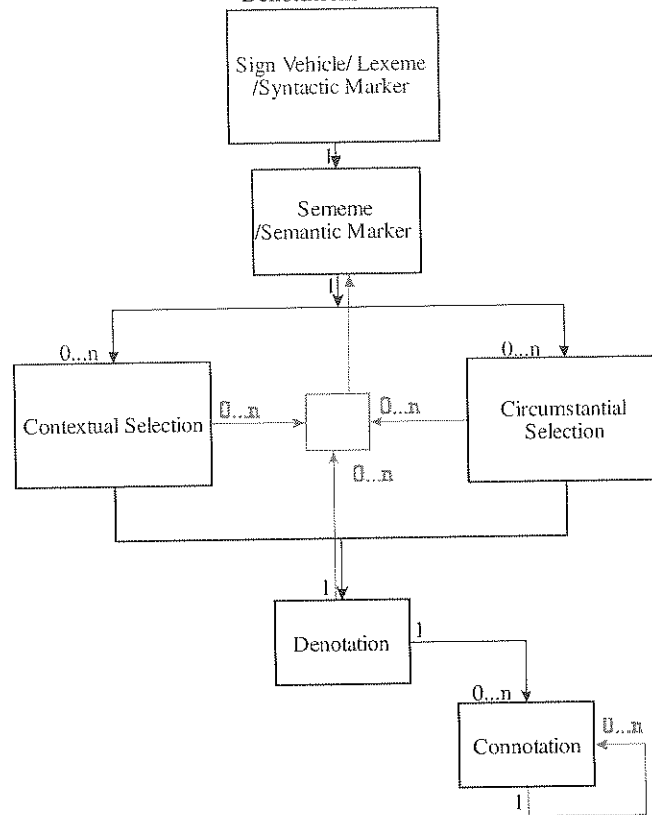 Sign Vehicle/ Lexeme
/Syntactic Marker
1
Sememe
/Semantic Marker
1
0...n
0...n
Contextual Selection
0...n
0...n
Circumstantial
Selection
0...n
1
Denotation
1
0...n
0...n
Connotation
1